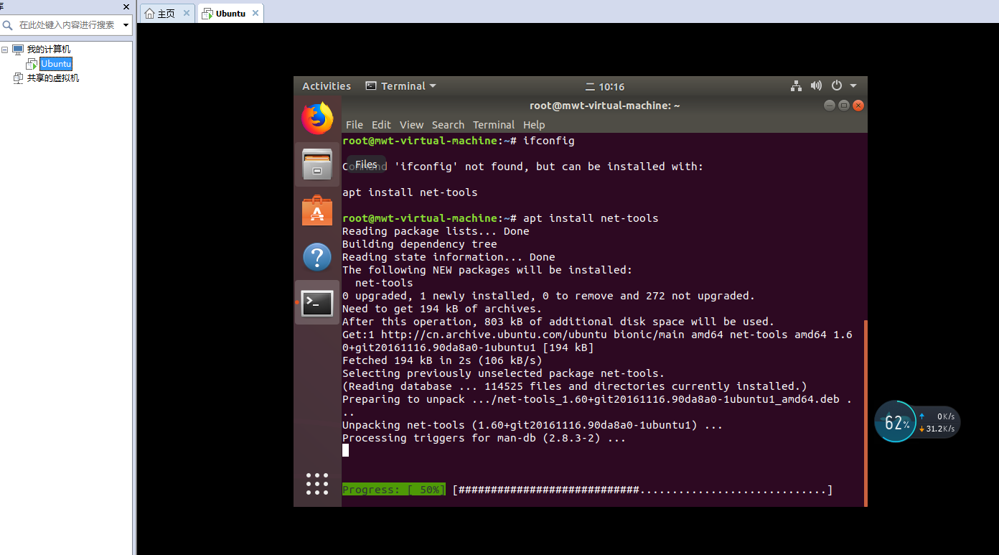 库
主页
Ubuntu
在此处键入内容进行搜索
我的计算机
Ubuntu
共享的虚拟机
Activities Terminal 二 10:16
root@mwt-virtual-machine: ~
File Edit View Search Terminal Help
root@mwt-virtual-machine:~# ifconfig
Files
Command 'ifconfig' not found, but can be installed with:
apt install net-tools
root@mwt-virtual-machine:~# apt install net-tools
Reading package lists... Done
Building dependency tree
Reading state information... Done
The following NEW packages will be installed:
net-tools
0 upgraded, 1 newly installed, 0 to remove and 272 not upgraded.
Need to get 194 kB of archives.
After this operation, 803 kB of additional disk space will be used.
Get:1 http://cn.archive.ubuntu.com/ubuntu bionic/main amd64 net-tools amd64 1.6
0+git20161116.90da8a0-1ubuntu1 [194 kB]
Fetched 194 kB in 2s (106 kB/s)
Selecting previously unselected package net-tools.
(Reading database ... 114525 files and directories currently installed.)
Preparing to unpack .../net-tools_1.60+git20161116.90da8a0-1ubuntu1_amd64.deb .
..
Unpacking net-tools (1.60+git20161116.90da8a0-1ubuntu1) ...
Processing triggers for man-db (2.8.3-2) ...
Progress: [ 50%] [############################.............................]
62%
0K/s
31.2K/s